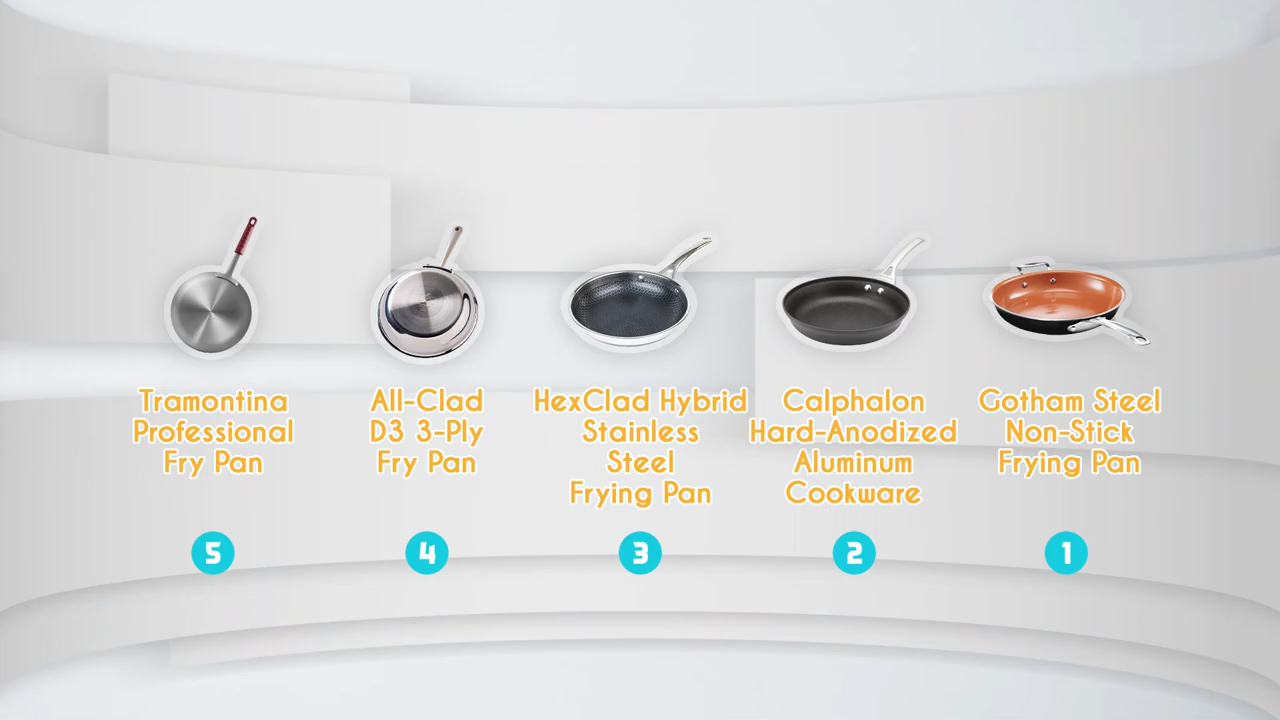 Tramontina
Professional
Fry Pan
5
All-Clad
D3 3-Ply
Fry Pan
4
HexClad Hybrid
Stainless
Steel
Frying Pan
3
Calphalon
Hard-Anodized
Aluminum
Cookware
2
Gotham Steel
Non-Stick
Frying Pan
1